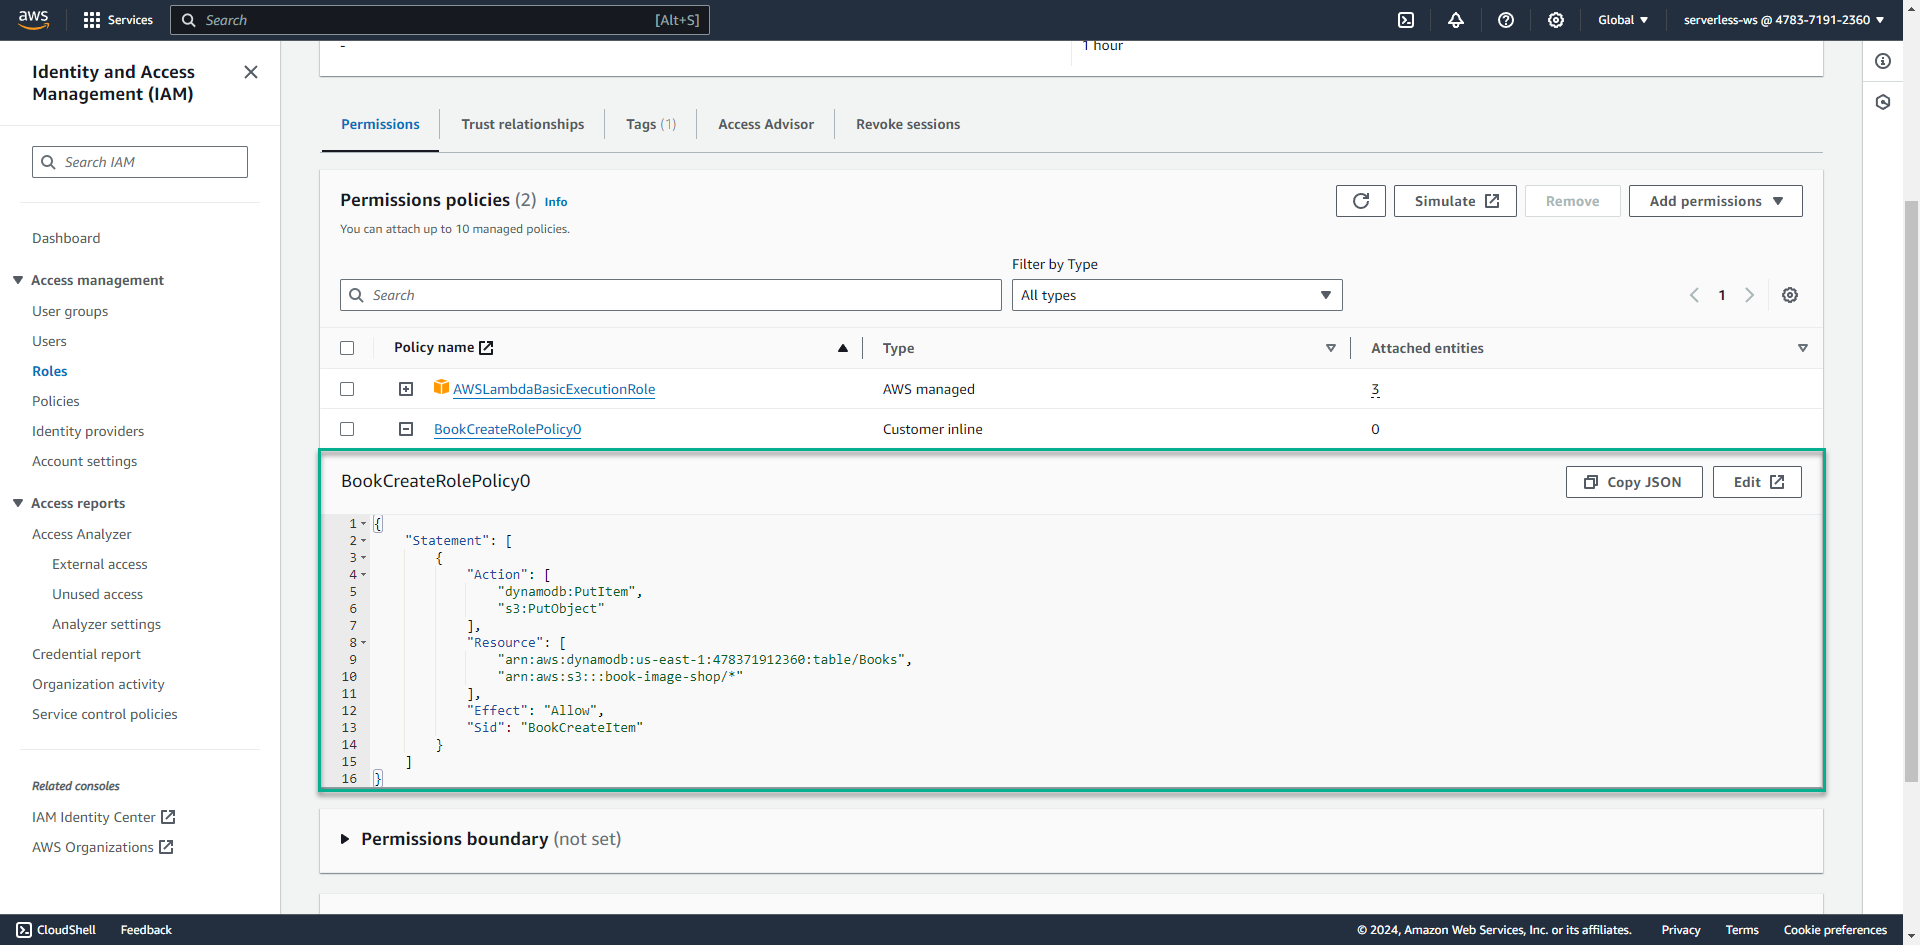 aws
Services
Search
[Alt+S]
Global
serverless-ws @ 4783-7191-2360
Identity and Access
Management (IAM)
Search IAM
Dashboard
Access management
User groups
Users
Roles
Policies
Identity providers
Account settings
Access reports
Access Analyzer
External access
Unused access
Analyzer settings
Credential report
Organization activity
Service control policies
Related consoles
IAM Identity Center
AWS Organizations
-
1 hour
Permissions
Trust relationships
Tags (1)
Access Advisor
Revoke sessions
Permissions policies (2) Info
You can attach up to 10 managed policies.
Simulate
Remove
Add permissions
Filter by Type
Search
All types
1
Policy name
Type
Attached entities
AWSLambdaBasicExecutionRole
AWS managed
3
BookCreateRolePolicy0
Customer inline
0
BookCreateRolePolicy0
Copy JSON
Edit
1 {
2 "Statement": [
3 {
4 "Action": [
5 "dynamodb:PutItem",
6 "s3:PutObject"
7 ],
8 "Resource": [
9 "arn:aws:dynamodb:us-east-1:478371912360:table/Books",
10 "arn:aws:s3:::book-image-shop/*"
11 ],
12 "Effect": "Allow",
13 "Sid": "BookCreateItem"
14 }
15 ]
16 }
Permissions boundary (not set)
CloudShell
Feedback
© 2024, Amazon Web Services, Inc. or its affiliates.
Privacy
Terms
Cookie preferences